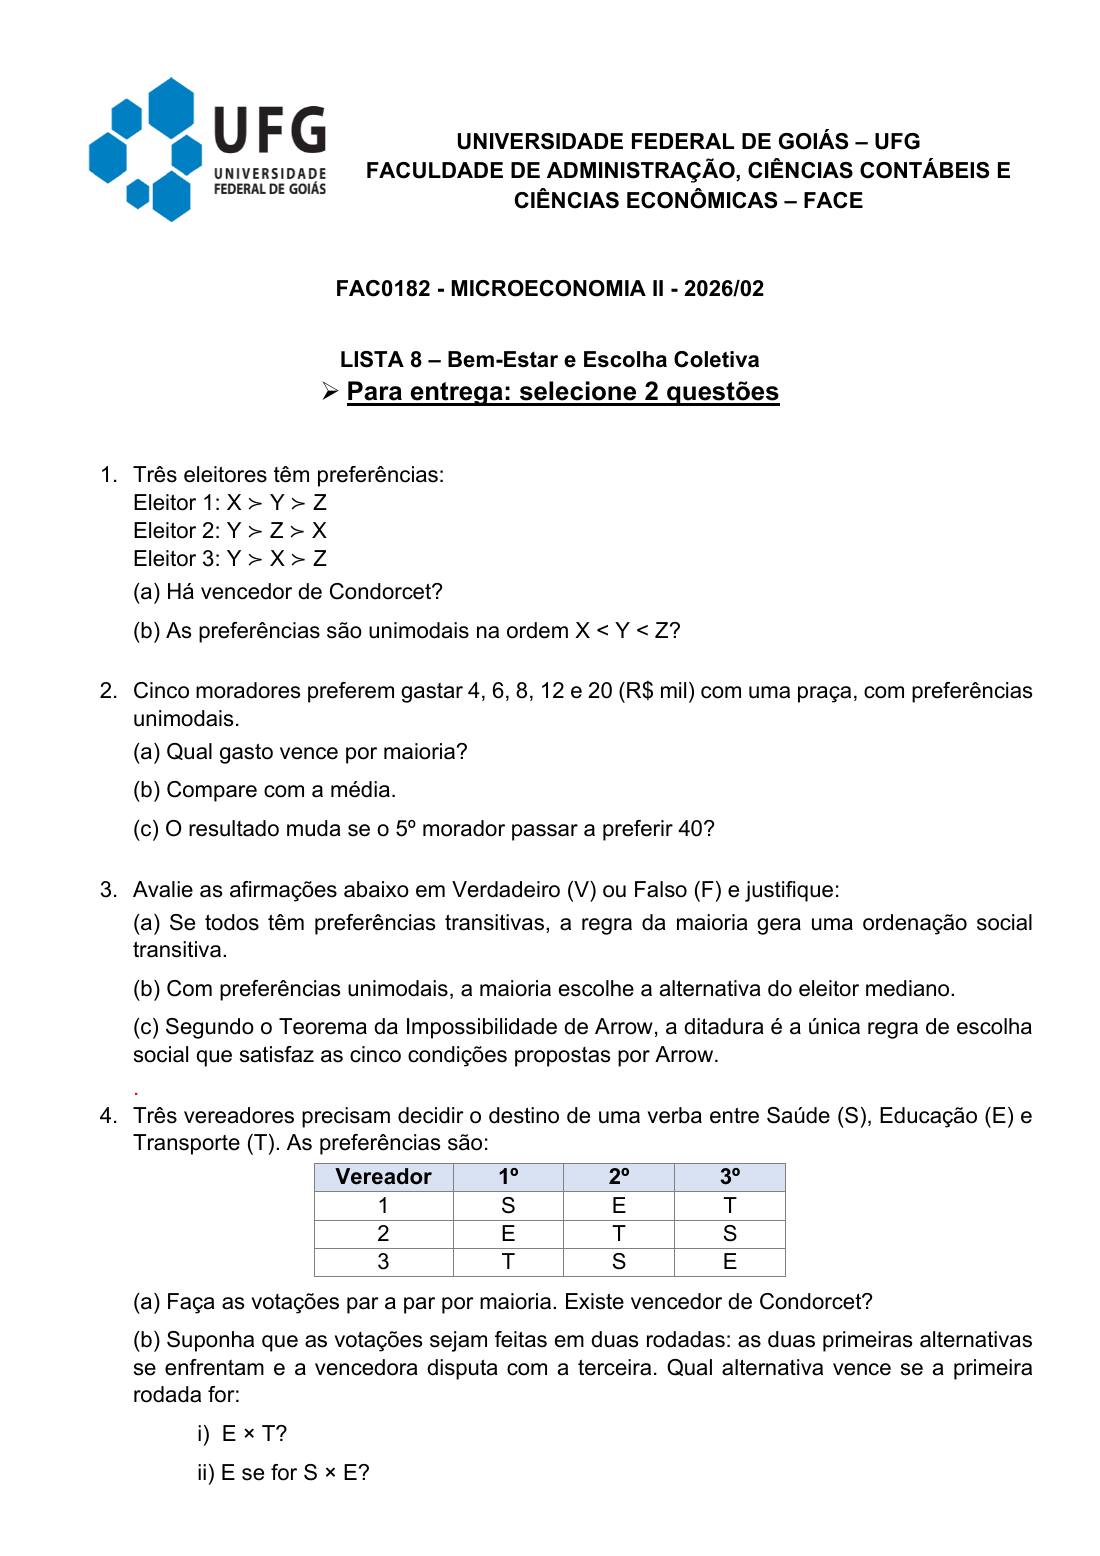 UFG
UNIVERSIDADE
FEDERAL DE GOIÁS
UNIVERSIDADE FEDERAL DE GOIÁS – UFG
FACULDADE DE ADMINISTRAÇÃO, CIÊNCIAS CONTÁBEIS E
CIÊNCIAS ECONÔMICAS – FACE
FAC0182 - MICROECONOMIA II - 2026/02
LISTA 8 – Bem-Estar e Escolha Coletiva
➢ Para entrega: selecione 2 questões
1. Três eleitores têm preferências:
Eleitor 1: X ≻ Y ≻ Z
Eleitor 2: Y ≻ Z ≻ X
Eleitor 3: Y ≻ X ≻ Z
(a) Há vencedor de Condorcet?
(b) As preferências são unimodais na ordem X < Y < Z?
2. Cinco moradores preferem gastar 4, 6, 8, 12 e 20 (R$ mil) com uma praça, com preferências
unimodais.
(a) Qual gasto vence por maioria?
(b) Compare com a média.
(c) O resultado muda se o 5º morador passar a preferir 40?
3. Avalie as afirmações abaixo em Verdadeiro (V) ou Falso (F) e justifique:
(a) Se todos têm preferências transitivas, a regra da maioria gera uma ordenação social
transitiva.
(b) Com preferências unimodais, a maioria escolhe a alternativa do eleitor mediano.
(c) Segundo o Teorema da Impossibilidade de Arrow, a ditadura é a única regra de escolha
social que satisfaz as cinco condições propostas por Arrow.
.
4. Três vereadores precisam decidir o destino de uma verba entre Saúde (S), Educação (E) e
Transporte (T). As preferências são:
Vereador 1º 2º 3º
1 S E T
2 E T S
3 T S E
(a) Faça as votações par a par por maioria. Existe vencedor de Condorcet?
(b) Suponha que as votações sejam feitas em duas rodadas: as duas primeiras alternativas
se enfrentam e a vencedora disputa com a terceira. Qual alternativa vence se a primeira
rodada for:
i) E × T?
ii) E se for S × E?